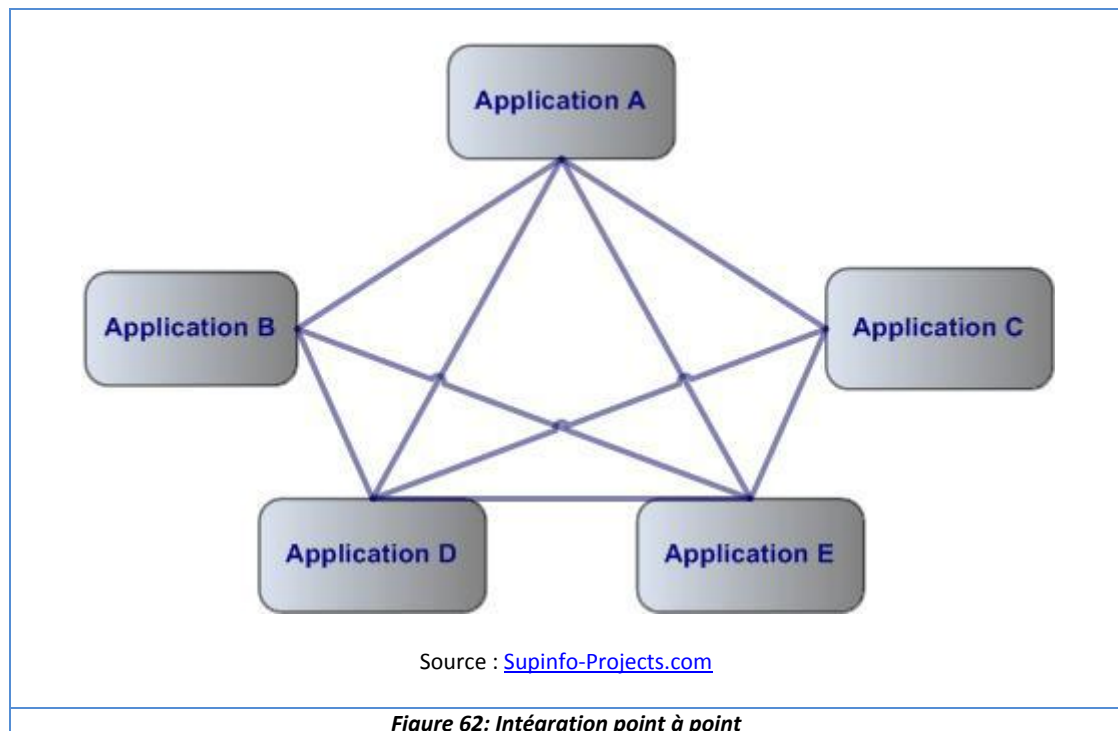 Application A
Application B
Application C
Application D
Application E
Source : Supinfo-Projects.com
Figure 62: Intégration point à point